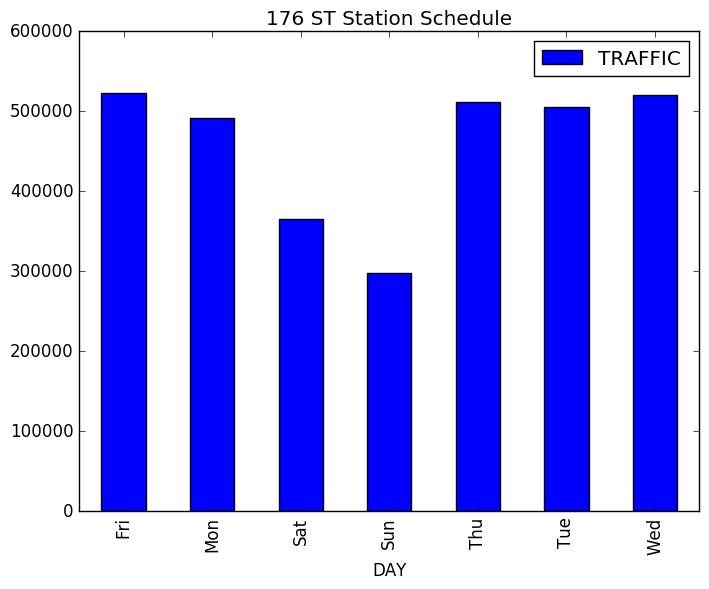 176 ST Station Schedule
TRAFFIC
600000
500000
400000
300000
200000
100000
0
Fri
Mon
Sat
Sun
Thu
Tue
Wed
DAY